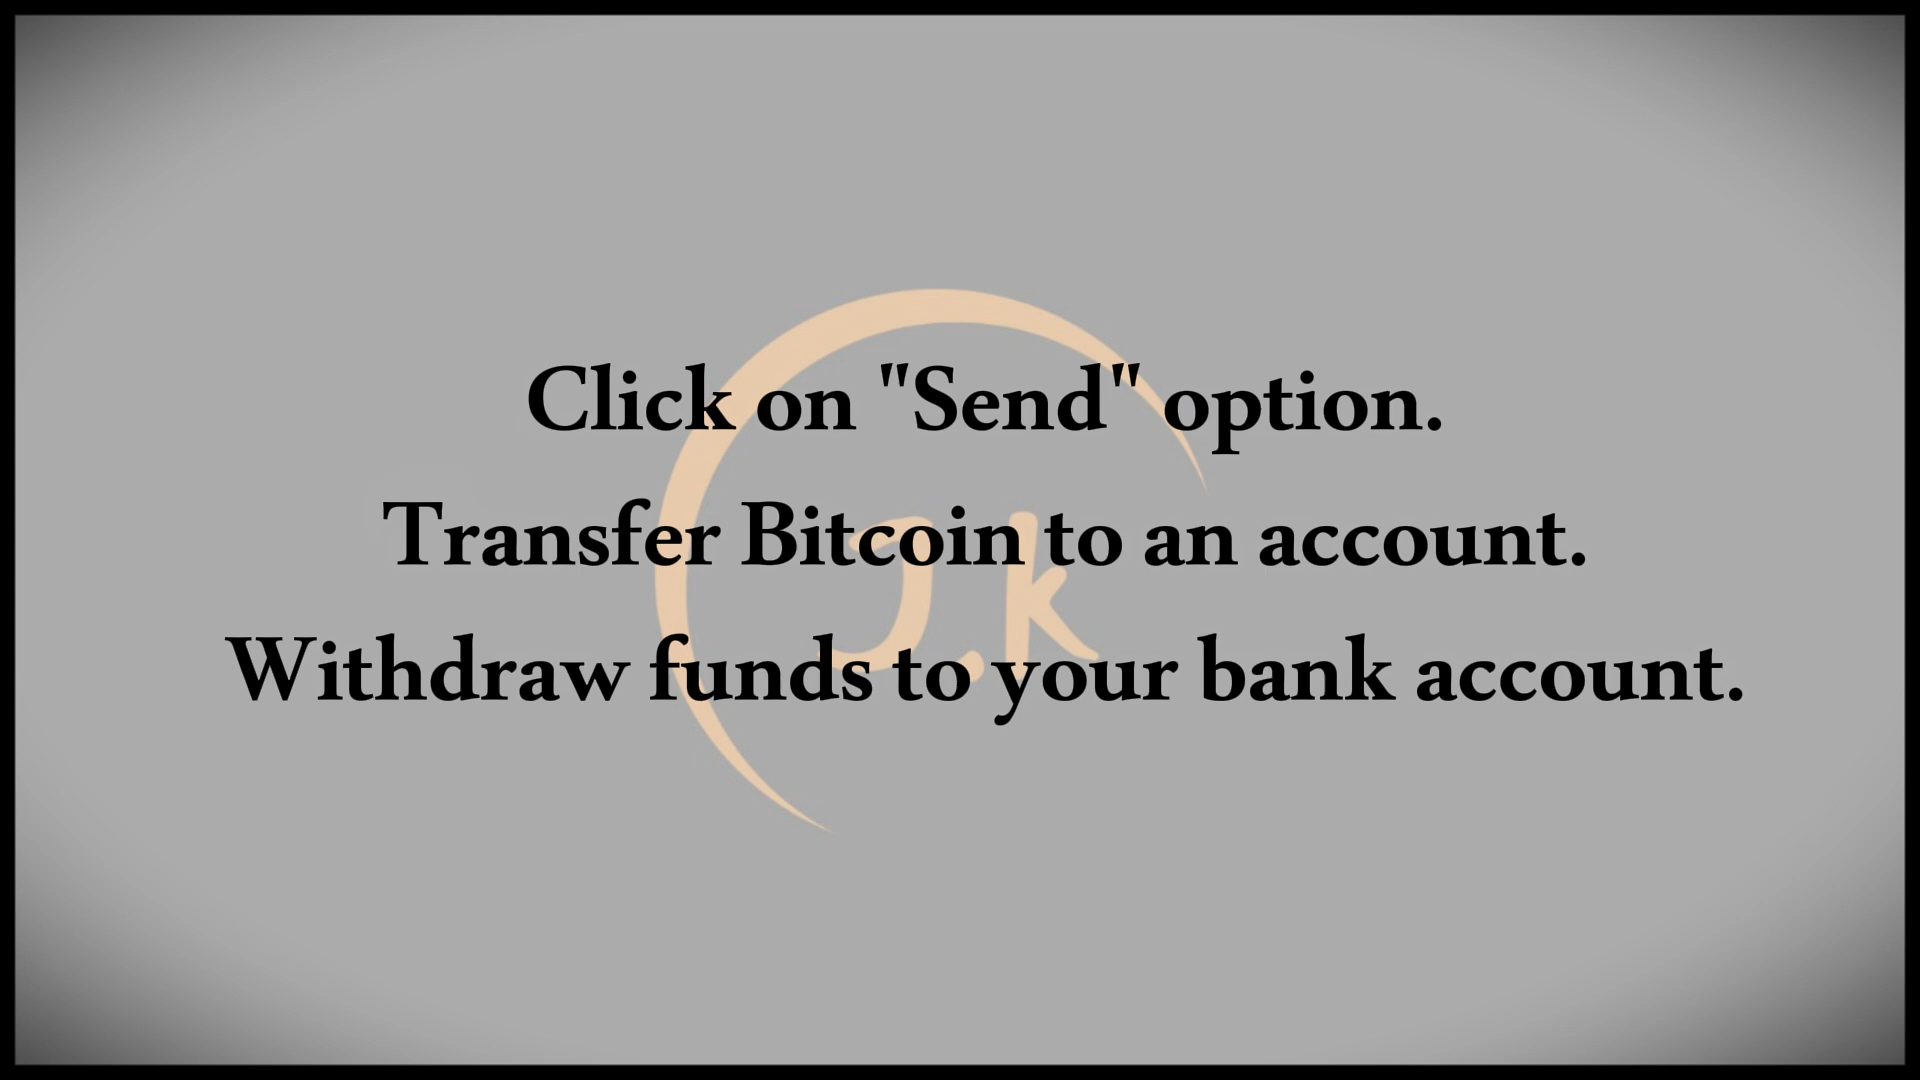 Click on "Send" option.
Transfer Bitcoin to an account.
Withdraw funds to your bank account.
J.k